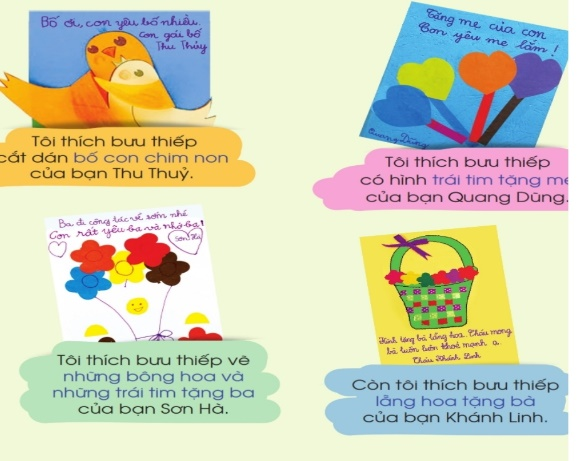 Bố ơi, con yêu bố nhiều.
Con gái bố
Thu Thủy
Tôi thích bưu thiếp
cắt dán bố con chim non
của bạn Thu Thuỷ.
Tặng mẹ của con
Con yêu mẹ lắm !
Quang Dũng
Tôi thích bưu thiếp
có hình trái tim tặng mẹ
của bạn Quang Dũng.
Ba đi công tác về sớm nhé
Con rất yêu ba và nhớ ba!
Sơn Hà
Tôi thích bưu thiếp vẽ
những bông hoa và
những trái tim tặng ba
của bạn Sơn Hà.
Kính tặng bà lẵng hoa. Cháu mong
bà luôn luôn khoẻ mạnh ạ.
Cháu Khánh Linh
Còn tôi thích bưu thiếp
lẵng hoa tặng bà
của bạn Khánh Linh.